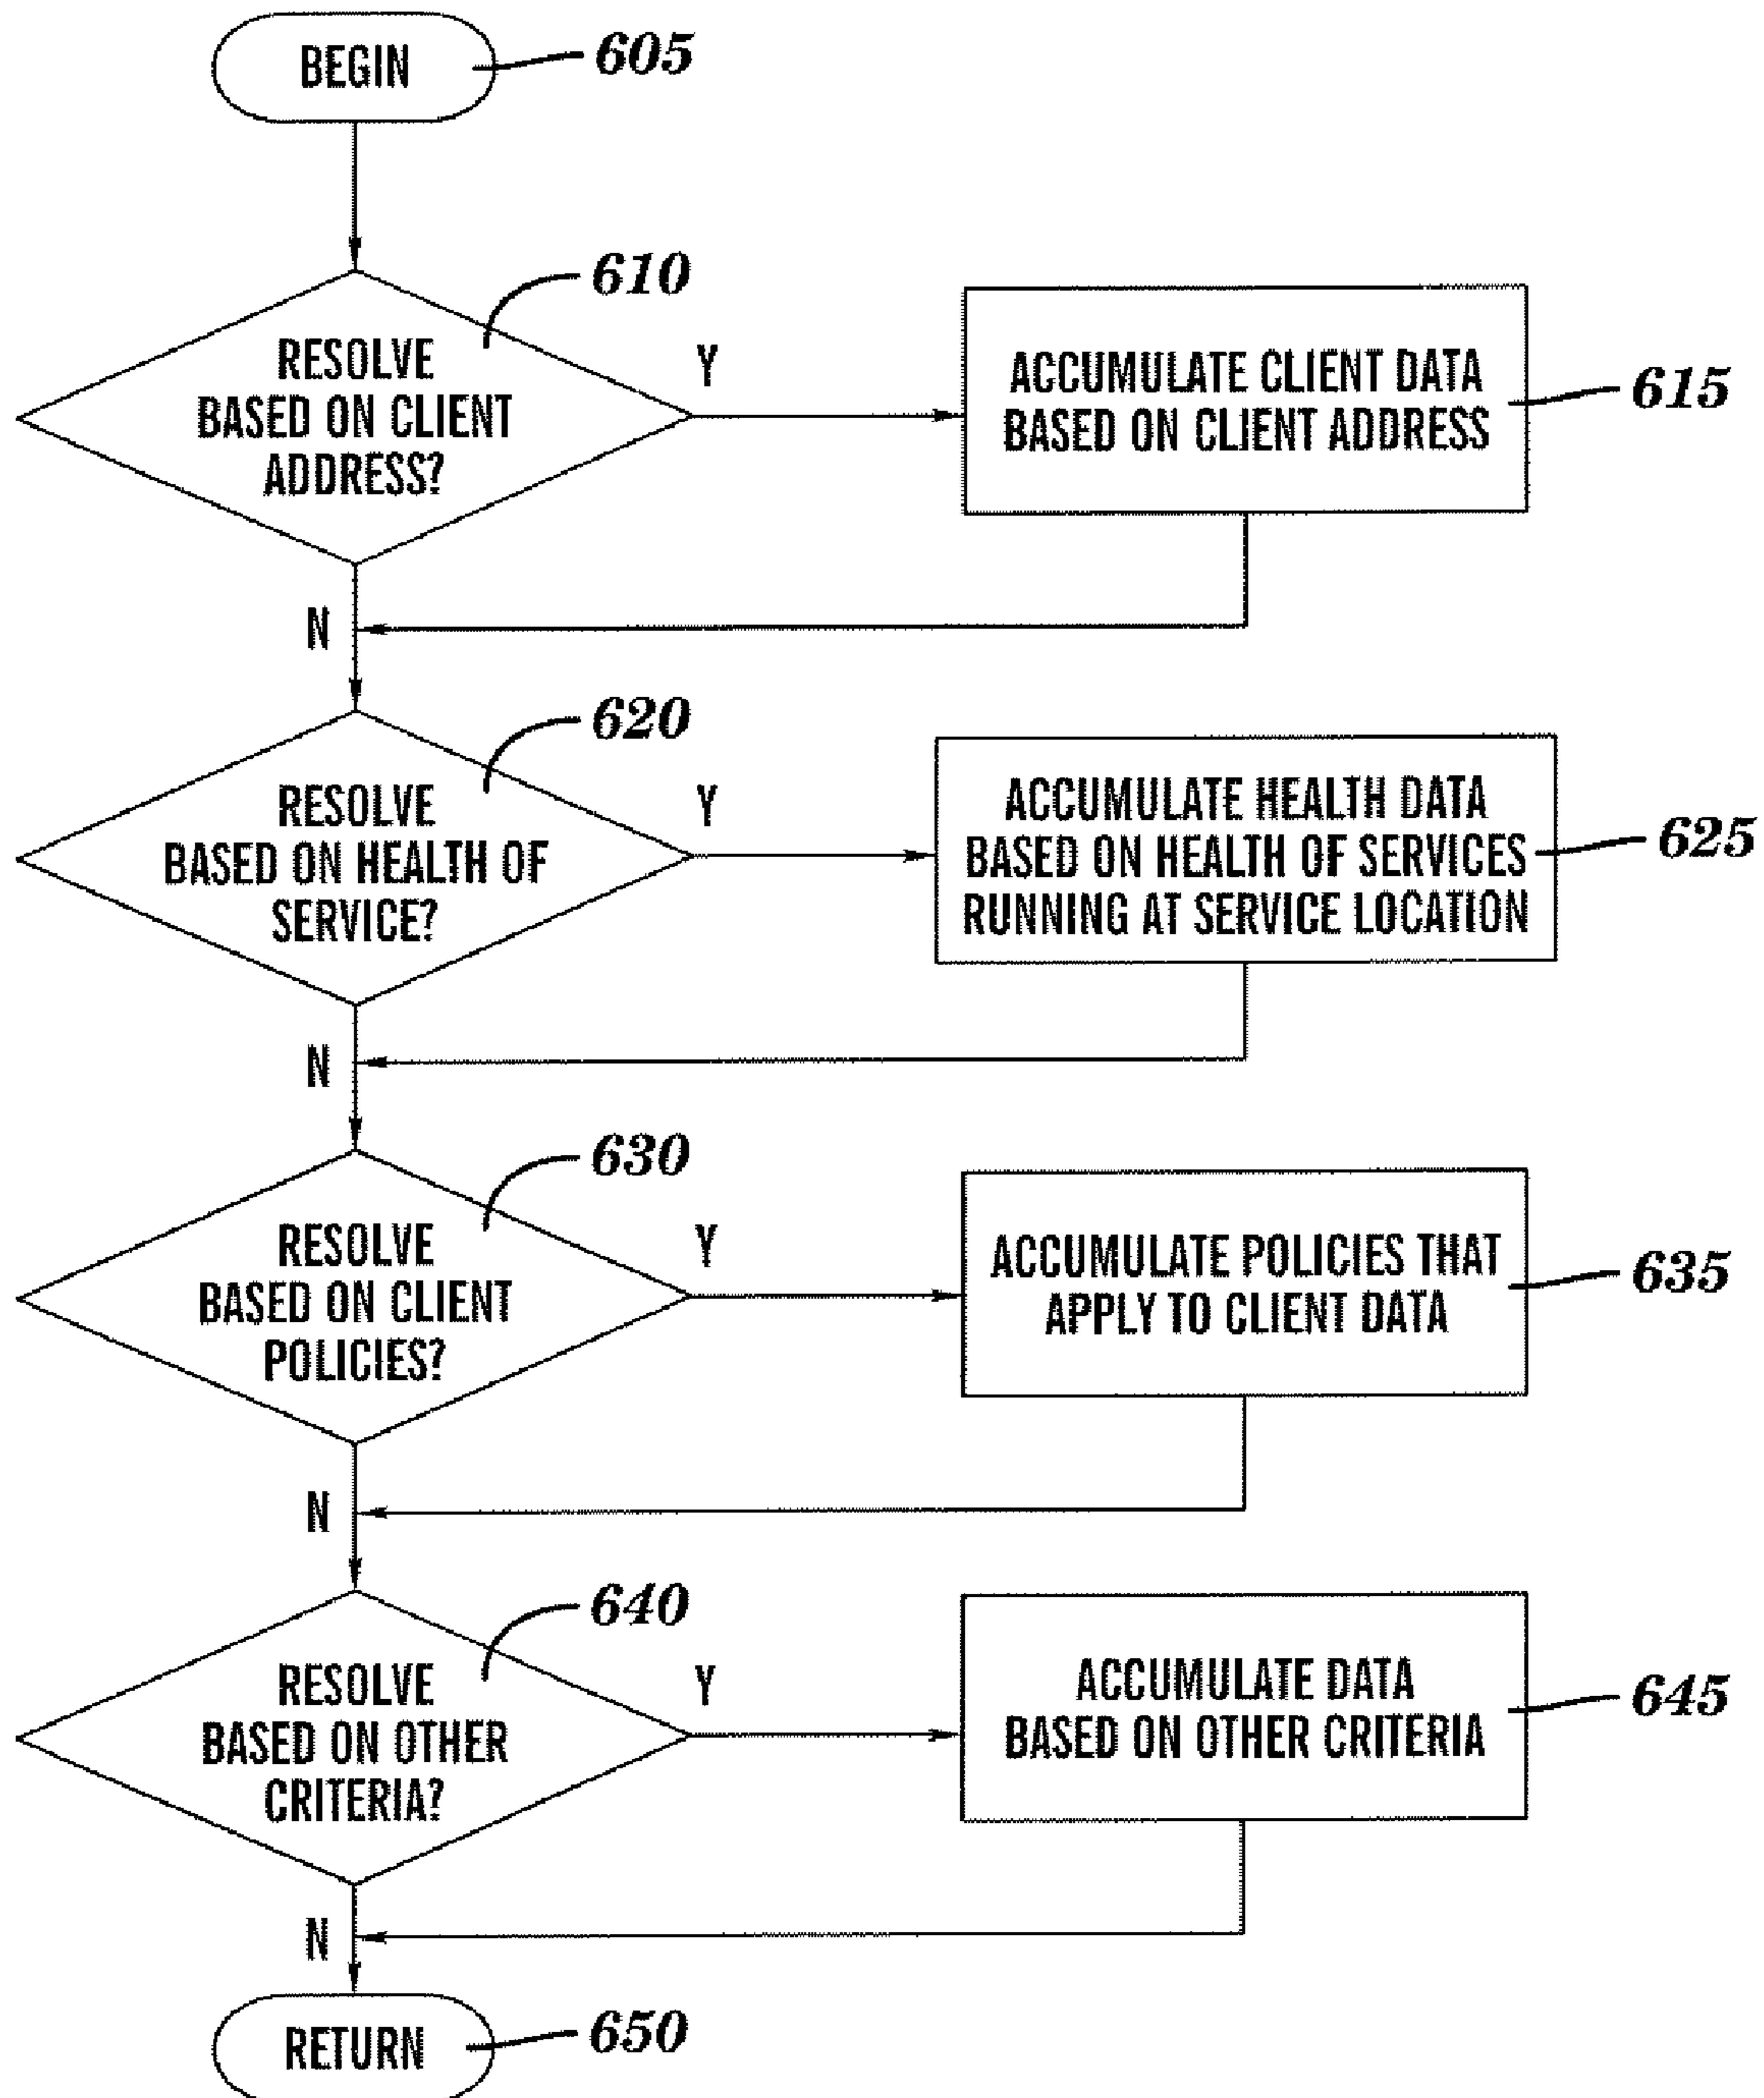 BEGIN
605
610
RESOLVE
BASED ON CLIENT
ADDRESS?
Y
ACCUMULATE CLIENT DATA
BASED ON CLIENT ADDRESS
615
N
620
RESOLVE
BASED ON HEALTH OF
SERVICE?
Y
ACCUMULATE HEALTH DATA
BASED ON HEALTH OF SERVICES
RUNNING AT SERVICE LOCATION
625
N
630
RESOLVE
BASED ON CLIENT
POLICIES?
Y
ACCUMULATE POLICIES THAT
APPLY TO CLIENT DATA
635
N
640
RESOLVE
BASED ON OTHER
CRITERIA?
Y
ACCUMULATE DATA
BASED ON OTHER CRITERIA
645
N
RETURN
650